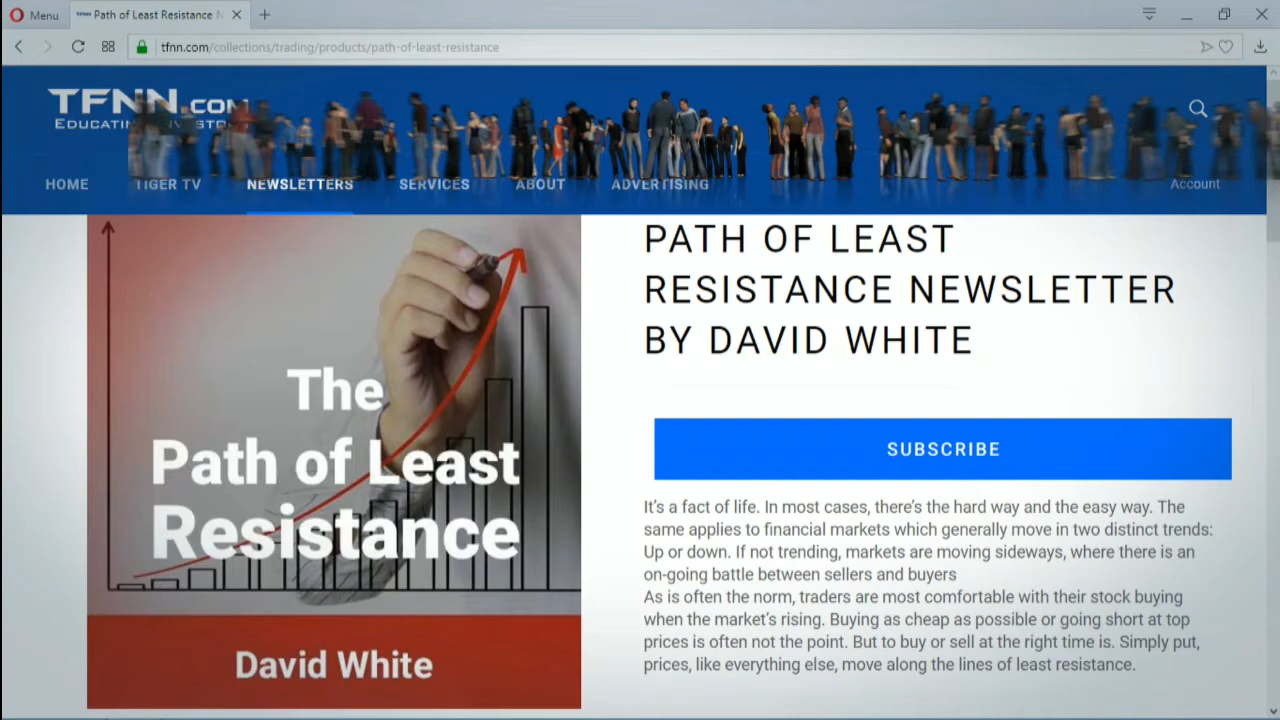 Menu
Path of Least Resistance N
tfnn.com/collections/trading/products/path-of-least-resistance
TFNN.COM
EDUCATING INVESTORS
HOME
TIGER TV
NEWSLETTERS
SERVICES
ABOUT
ADVERTISING
Account
PATH OF LEAST
RESISTANCE NEWSLETTER
BY DAVID WHITE
The
Path of Least
Resistance
David White
SUBSCRIBE
It's a fact of life. In most cases, there's the hard way and the easy way. The
same applies to financial markets which generally move in two distinct trends:
Up or down. If not trending, markets are moving sideways, where there is an
on-going battle between sellers and buyers
As is often the norm, traders are most comfortable with their stock buying
when the market's rising. Buying as cheap as possible or going short at top
prices is often not the point. But to buy or sell at the right time is. Simply put,
prices, like everything else, move along the lines of least resistance.